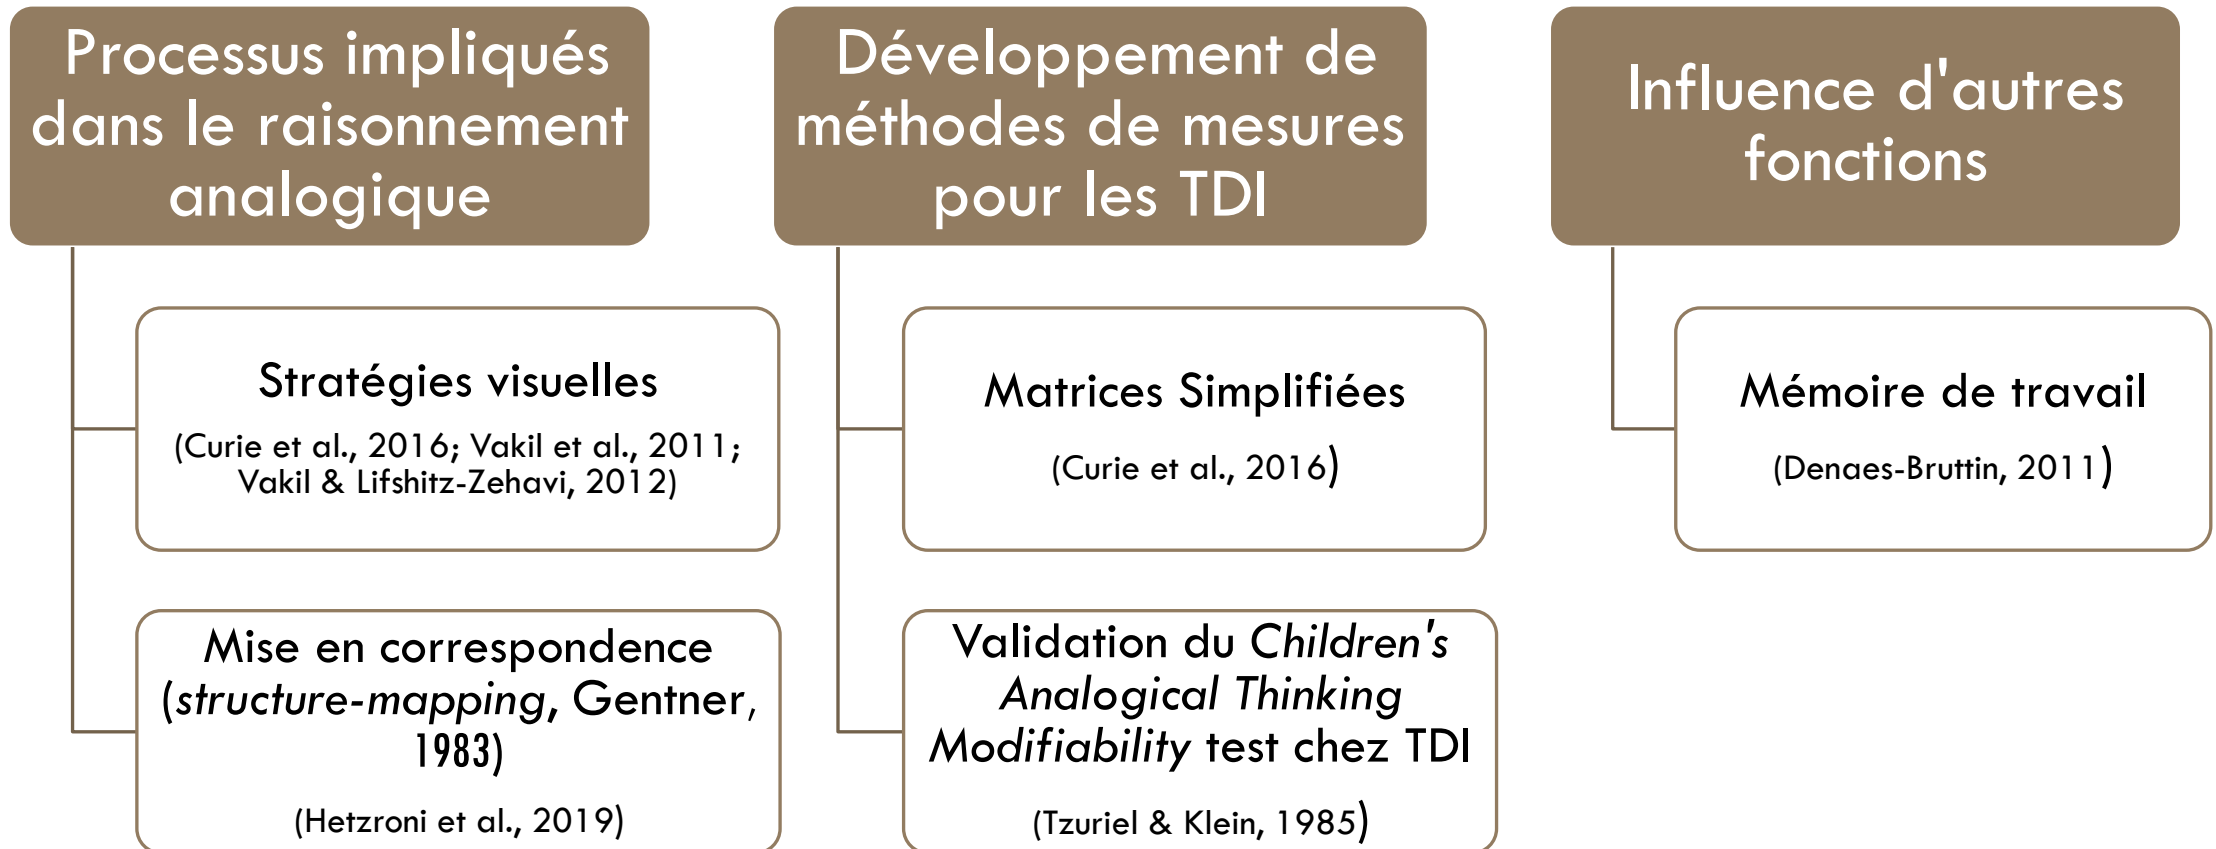 Processus impliqués
dans le raisonnement
analogique
Stratégies visuelles
(Curie et al., 2016; Vakil et al., 2011;
Vakil & Lifshitz-Zehavi, 2012)
Mise en correspondence
(structure-mapping, Gentner,
1983)
(Hetzroni et al., 2019)
Développement de
méthodes de mesures
pour les TDI
Matrices Simplifiées
(Curie et al., 2016)
Validation du Children's
Analogical Thinking
Modifiability test chez TDI
(Tzuriel & Klein, 1985)
Influence d'autres
fonctions
Mémoire de travail
(Denaes-Bruttin, 2011)